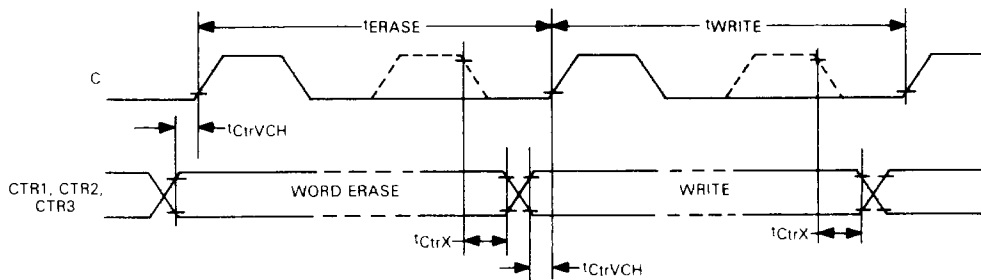 tERASE
tWRITE
C
tCtrVCH
CTR1, CTR2,
CTR3
WORD ERASE
WRITE
tCtrX
tCtrX
tCtrVCH